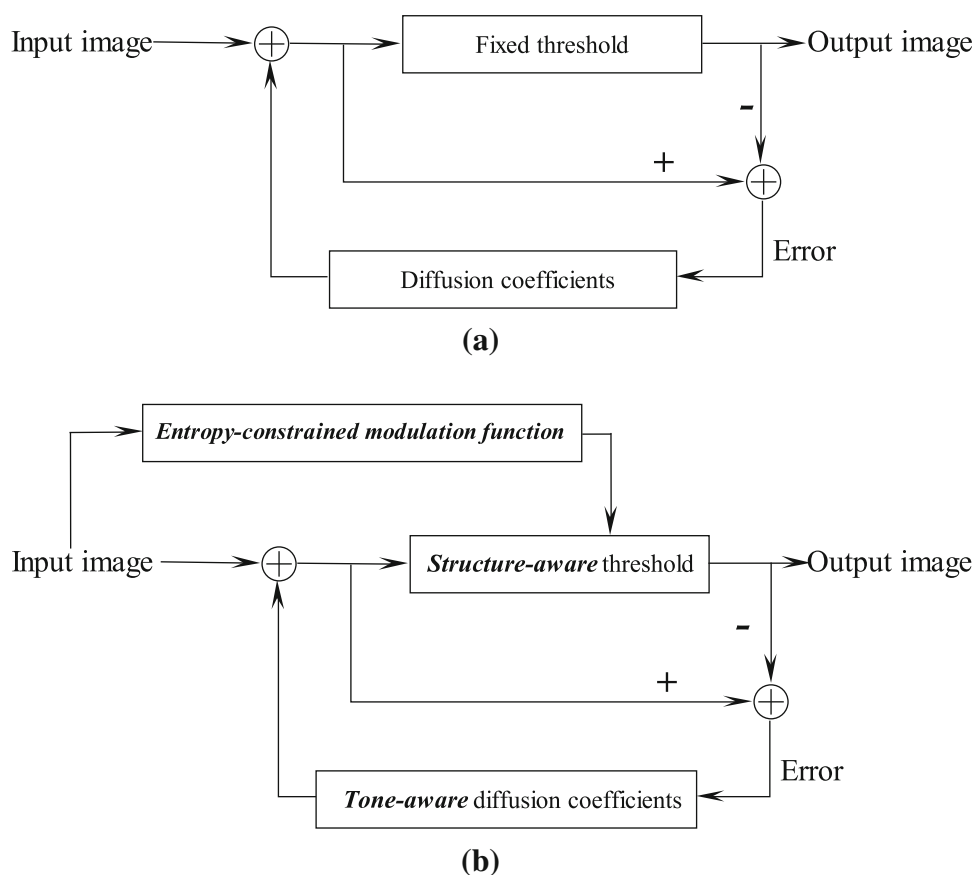 Input image
Fixed threshold
Output image
-
+
Error
Diffusion coefficients
(a)
Entropy-constrained modulation function
Input image
Structure-aware threshold
Output image
-
+
Error
Tone-aware diffusion coefficients
(b)